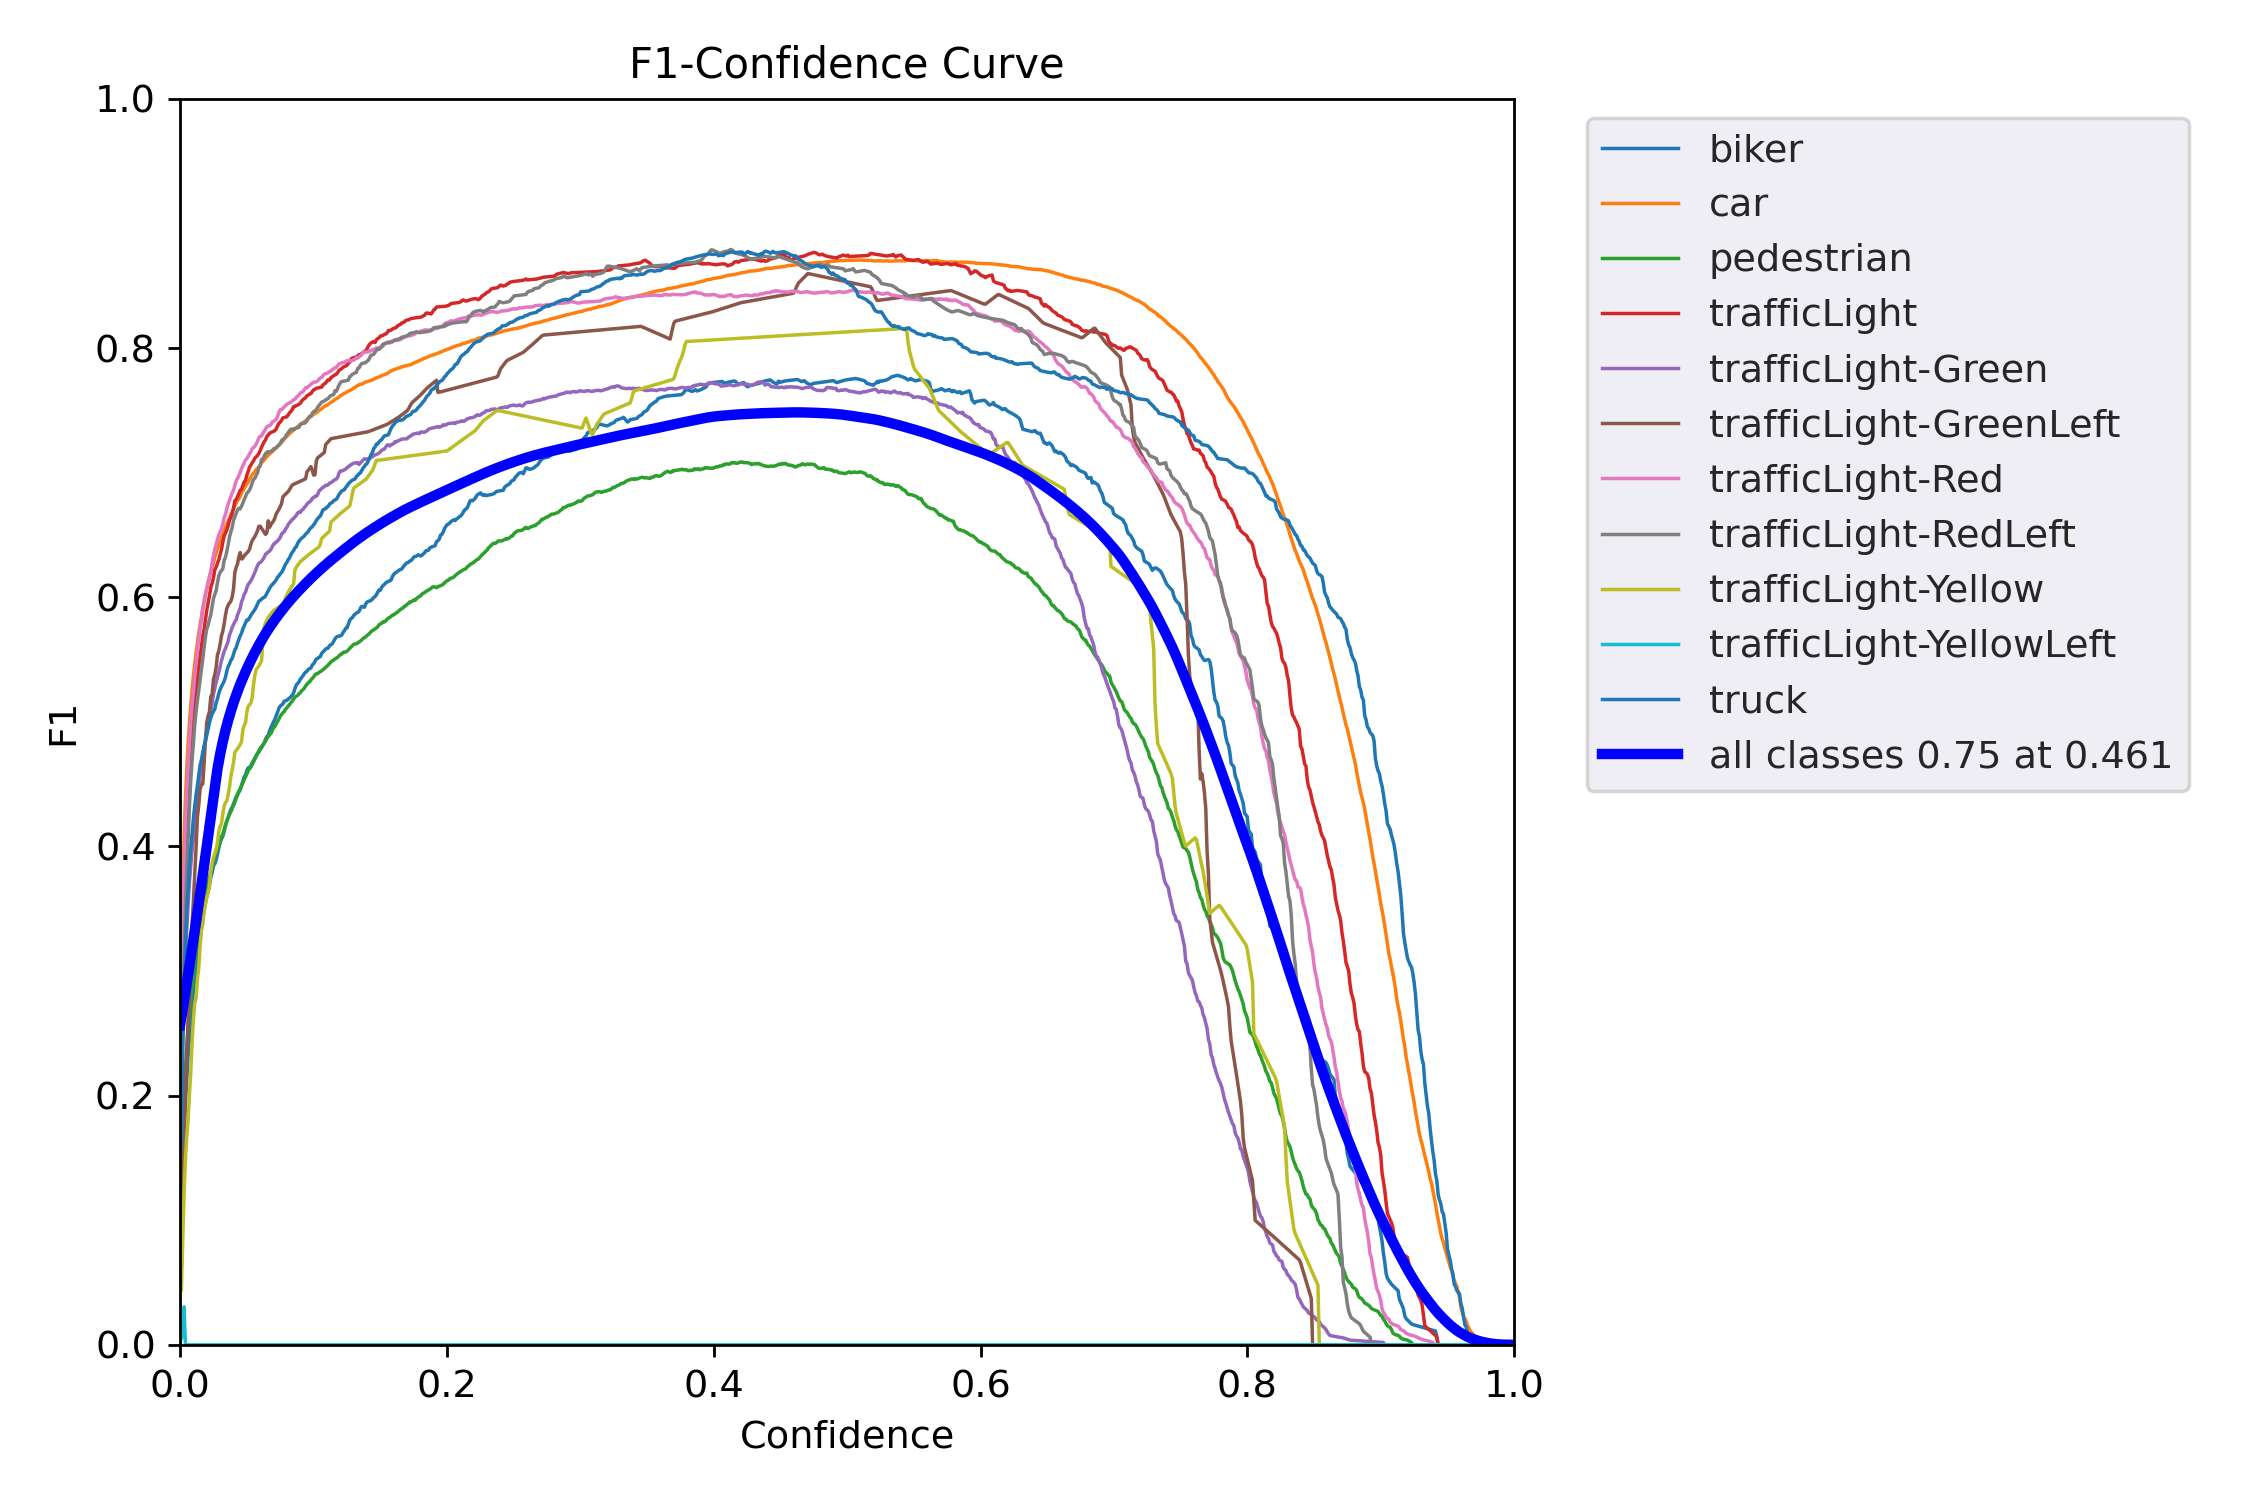 F1-Confidence Curve
1.0
0.8
0.6
0.4
0.2
0.0
F1
0.0 0.2 0.4 0.6 0.8 1.0
Confidence
biker
car
pedestrian
trafficLight
trafficLight-Green
trafficLight-GreenLeft
trafficLight-Red
trafficLight-RedLeft
trafficLight-Yellow
trafficLight-YellowLeft
truck
all classes 0.75 at 0.461